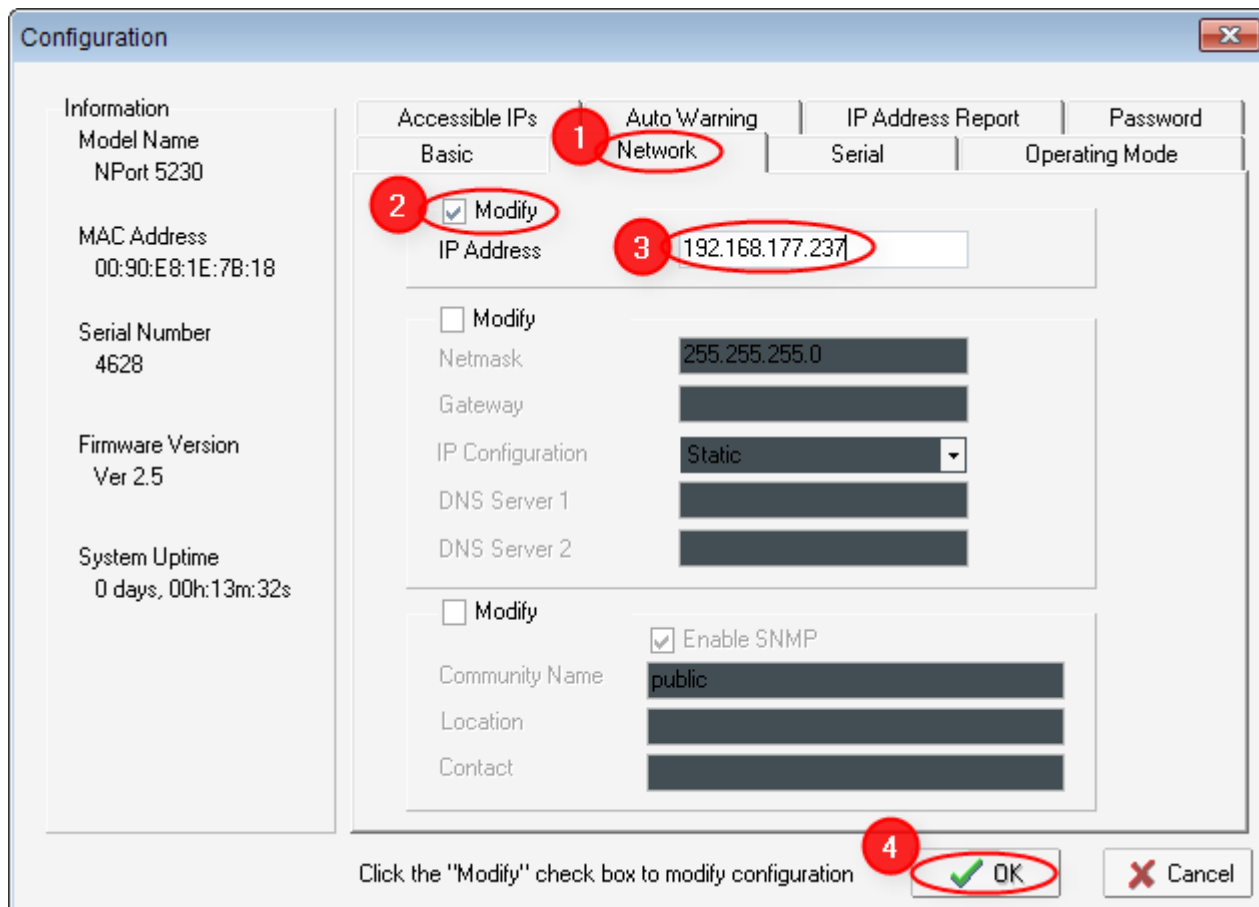 Configuration
Information
Model Name
NPort 5230
MAC Address
00:90:E8:1E:7B:18
Serial Number
4628
Firmware Version
Ver 2.5
System Uptime
0 days, 00h:13m:32s
Accessible IPs
Auto Warning
IP Address Report
Password
Basic
1
Network
Serial
Operating Mode
2
Modify
IP Address
3
192.168.177.237
Modify
Netmask
255.255.255.0
Gateway
IP Configuration
Static
DNS Server 1
DNS Server 2
Modify
Enable SNMP
Community Name
public
Location
Contact
Click the "Modify" check box to modify configuration
4
OK
Cancel